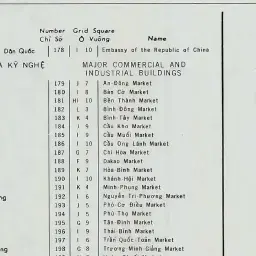 Number Grid Square
Chỉ Số Ô Vuông Name
Dân Quốc 178 I 10 Embassy of the Republic of China
KỸ NGHỆ MAJOR COMMERCIAL AND
INDUSTRIAL BUILDINGS
179 J 7 An-Đông Market
180 I 8 Bàn Cờ Market
181 HI 10 Bến Thành Market
182 L 3 Bình-Đông Market
183 K 4 Bình-Tây Market
184 I 9 Cầu Kho Market
185 I 9 Cầu Muối Market
186 I 10 Cầu Ông Lãnh Market
187 G 7 Chí Hòa Market
188 F 9 Dakao Market
189 K 7 Hòa-Bình Market
190 I 10 Khánh-Hội Market
191 K 4 Minh-Phụng Market
192 I 6 Nguyễn Tri-Phương Market
193 J 5 Phó-Cơ Điều Market
194 J 5 Phú Thọ Market
195 G 9 Tân-Định Market
196 I 9 Thái-Bình Market
197 I 6 Trần Quốc-Toản Market
198 G 8 Trương-Minh-Giảng Market